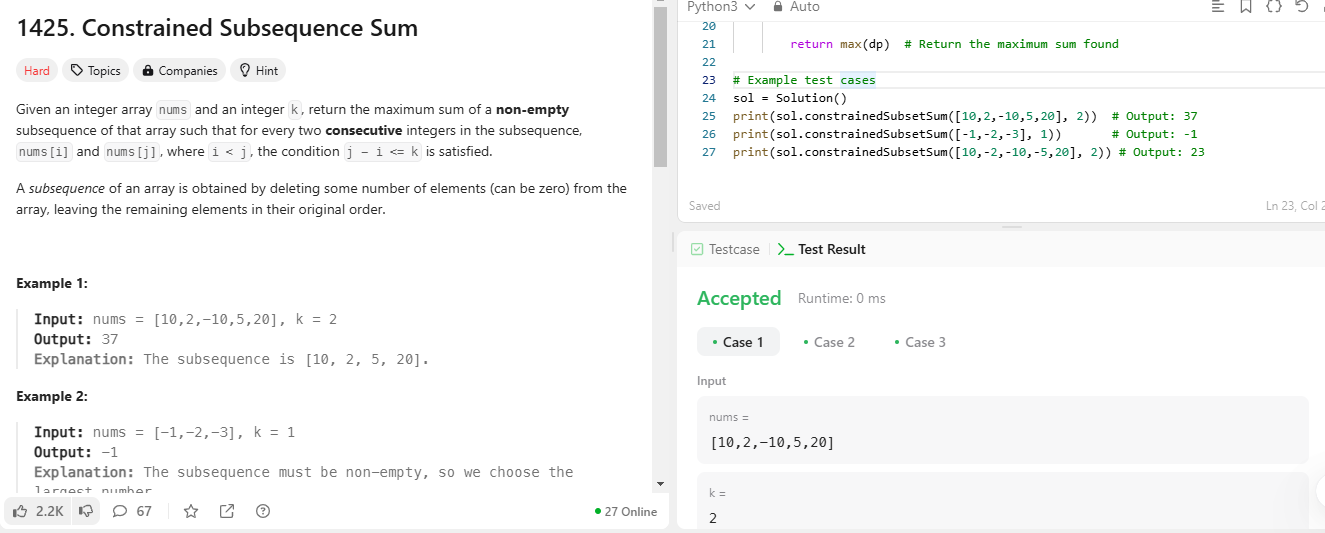 1425. Constrained Subsequence Sum
Hard Topics Companies Hint
Given an integer array nums and an integer k, return the maximum sum of a non-empty
subsequence of that array such that for every two consecutive integers in the subsequence,
nums[i] and nums[j], where i < j, the condition j - i <= k is satisfied.
A subsequence of an array is obtained by deleting some number of elements (can be zero) from the
array, leaving the remaining elements in their original order.
Example 1:
Input: nums = [10,2,-10,5,20], k = 2
Output: 37
Explanation: The subsequence is [10, 2, 5, 20].
Example 2:
Input: nums = [-1,-2,-3], k = 1
Output: -1
Explanation: The subsequence must be non-empty, so we choose the
largest number
2.2K 67
27 Online
Python3 Auto
20
21 return max(dp) # Return the maximum sum found
22
23 # Example test cases
24 sol = Solution()
25 print(sol.constrainedSubsetSum([10,2,-10,5,20], 2)) # Output: 37
26 print(sol.constrainedSubsetSum([-1,-2,-3], 1)) # Output: -1
27 print(sol.constrainedSubsetSum([10,-2,-10,-5,20], 2)) # Output: 23
Saved Ln 23, Col 2
Testcase Test Result
Accepted Runtime: 0 ms
Case 1 Case 2 Case 3
Input
nums =
[10,2,-10,5,20]
k =
2